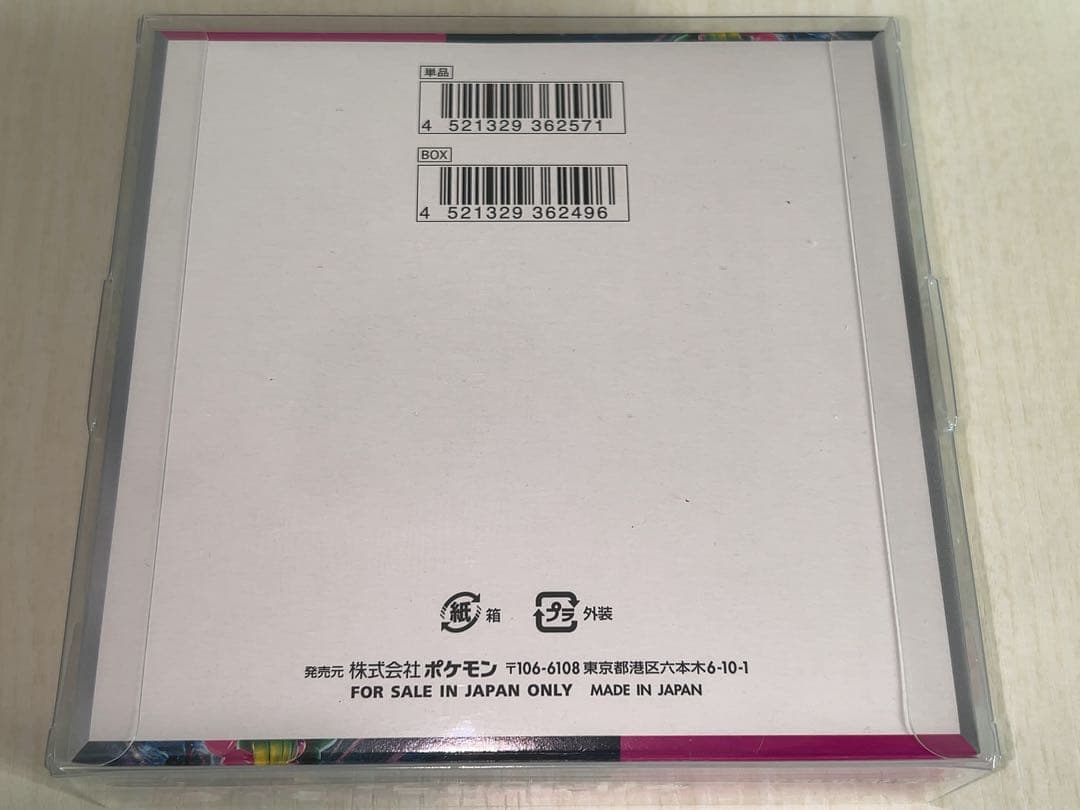 単品
4 521329 362571
BOX
4 521329 362496
紙 箱 プラ 外装
発売元 株式会社 ポケモン 〒106-6108 東京都港区六本木6-10-1
FOR SALE IN JAPAN ONLY MADE IN JAPAN